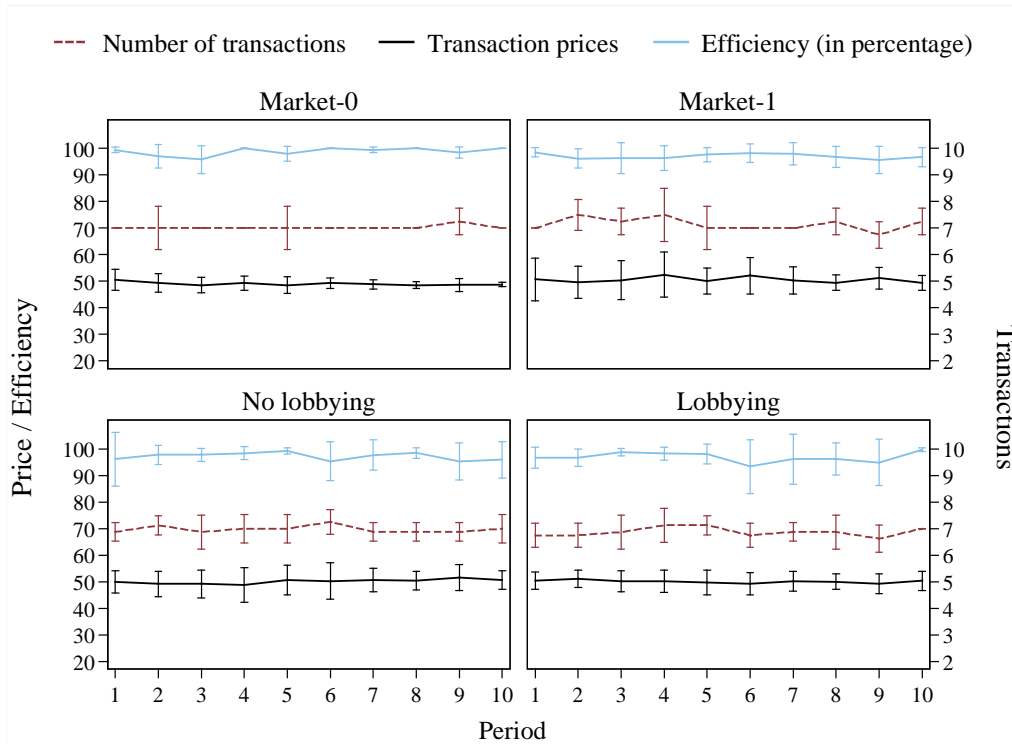 Number of transactions Transaction prices Efficiency (in percentage)
Market-0 Market-1
100 10
90 9
80 8
70 7
60 6
50 5
40 4
30 3
20 2
No lobbying Lobbying
100 10
90 9
80 8
70 7
60 6
50 5
40 4
30 3
20 2
1 2 3 4 5 6 7 8 9 10 1 2 3 4 5 6 7 8 9 10
Period
Price / Efficiency
Transactions